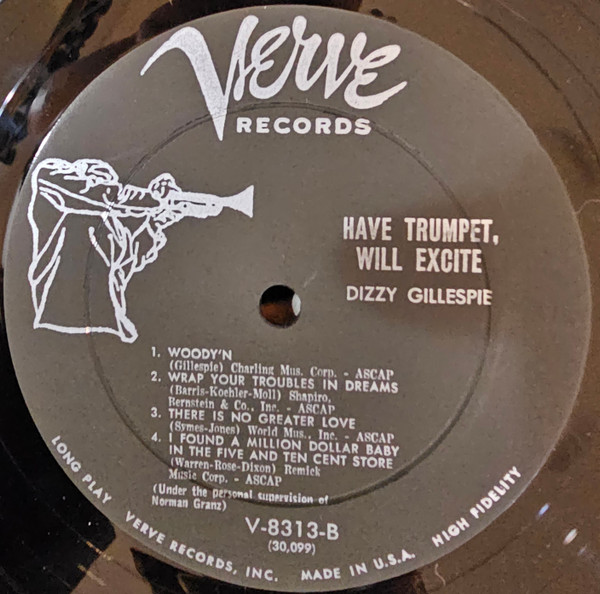 Verve
RECORDS
HAVE TRUMPET,
WILL EXCITE
DIZZY GILLESPIE
1. WOODY'N
(Gillespie) Charling Mus. Corp. - ASCAP
2. WRAP YOUR TROUBLES IN DREAMS
(Barris-Koehler-Moll) Shapiro,
Bernstein & Co., Inc. - ASCAP
3. THERE IS NO GREATER LOVE
(Symes-Jones) World Mus., Inc. - ASCAP
4. I FOUND A MILLION DOLLAR BABY
IN THE FIVE AND TEN CENT STORE
(Warren-Rose-Dixon) Remick
Music Corp. - ASCAP
(Under the personal supervision of
Norman Granz)
V-8313-B
(30,099)
LONG PLAY VERVE RECORDS, INC. MADE IN U.S.A. HIGH FIDELITY